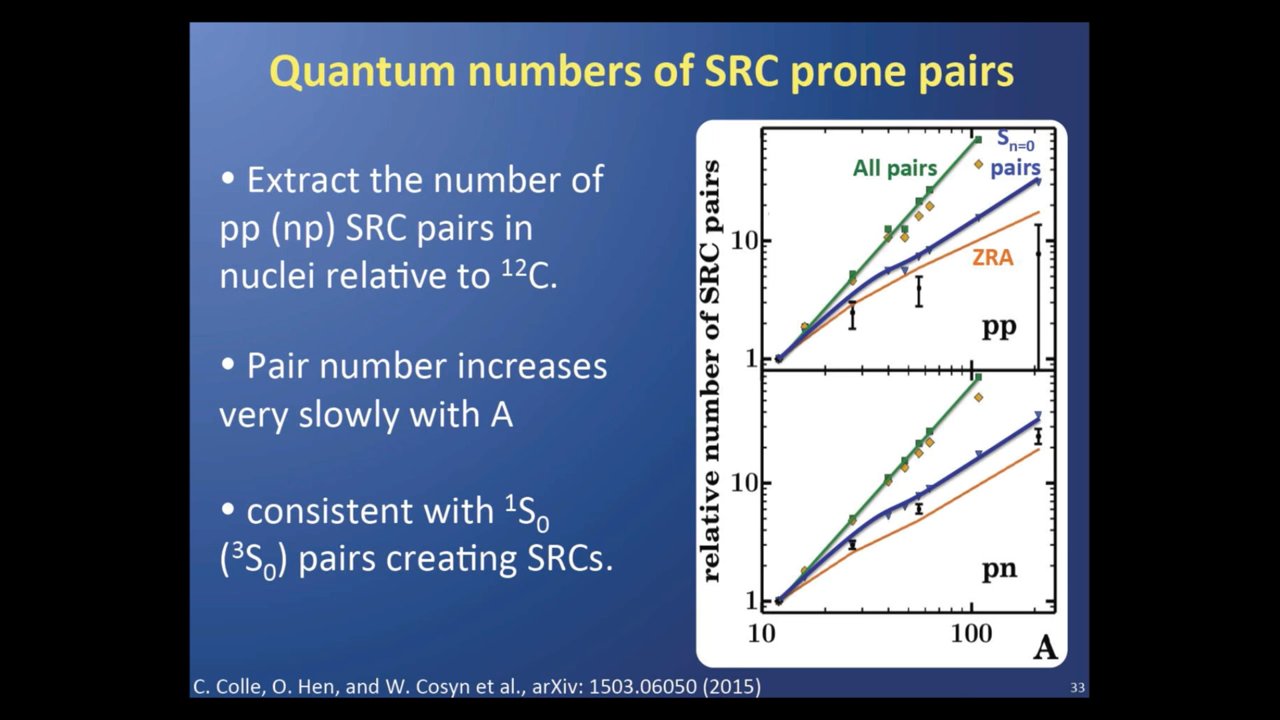 Quantum numbers of SRC prone pairs
• Extract the number of
pp (np) SRC pairs in
nuclei relative to ¹²C.
• Pair number increases
very slowly with A
• consistent with ¹S₀
(³S₀) pairs creating SRCs.
relative number of SRC pairs
All pairs
Sₙ₌₀
pairs
10
ZRA
pp
1
10
pn
1
10
100
A
C. Colle, O. Hen, and W. Cosyn et al., arXiv: 1503.06050 (2015)
33